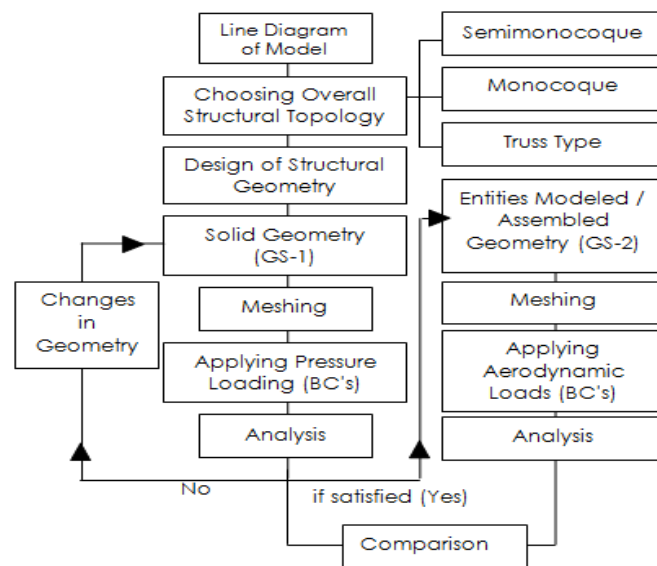 Line Diagram
of Model
Choosing Overall
Structural Topology
Semimonocoque
Monocoque
Truss Type
Design of Structural
Geometry
Solid Geometry
(GS-1)
Entities Modeled /
Assembled
Geometry (GS-2)
Changes
in
Geometry
Meshing
Meshing
Applying Pressure
Loading (BC's)
Applying
Aerodynamic
Loads (BC's)
Analysis
Analysis
No
if satisfied (Yes)
Comparison